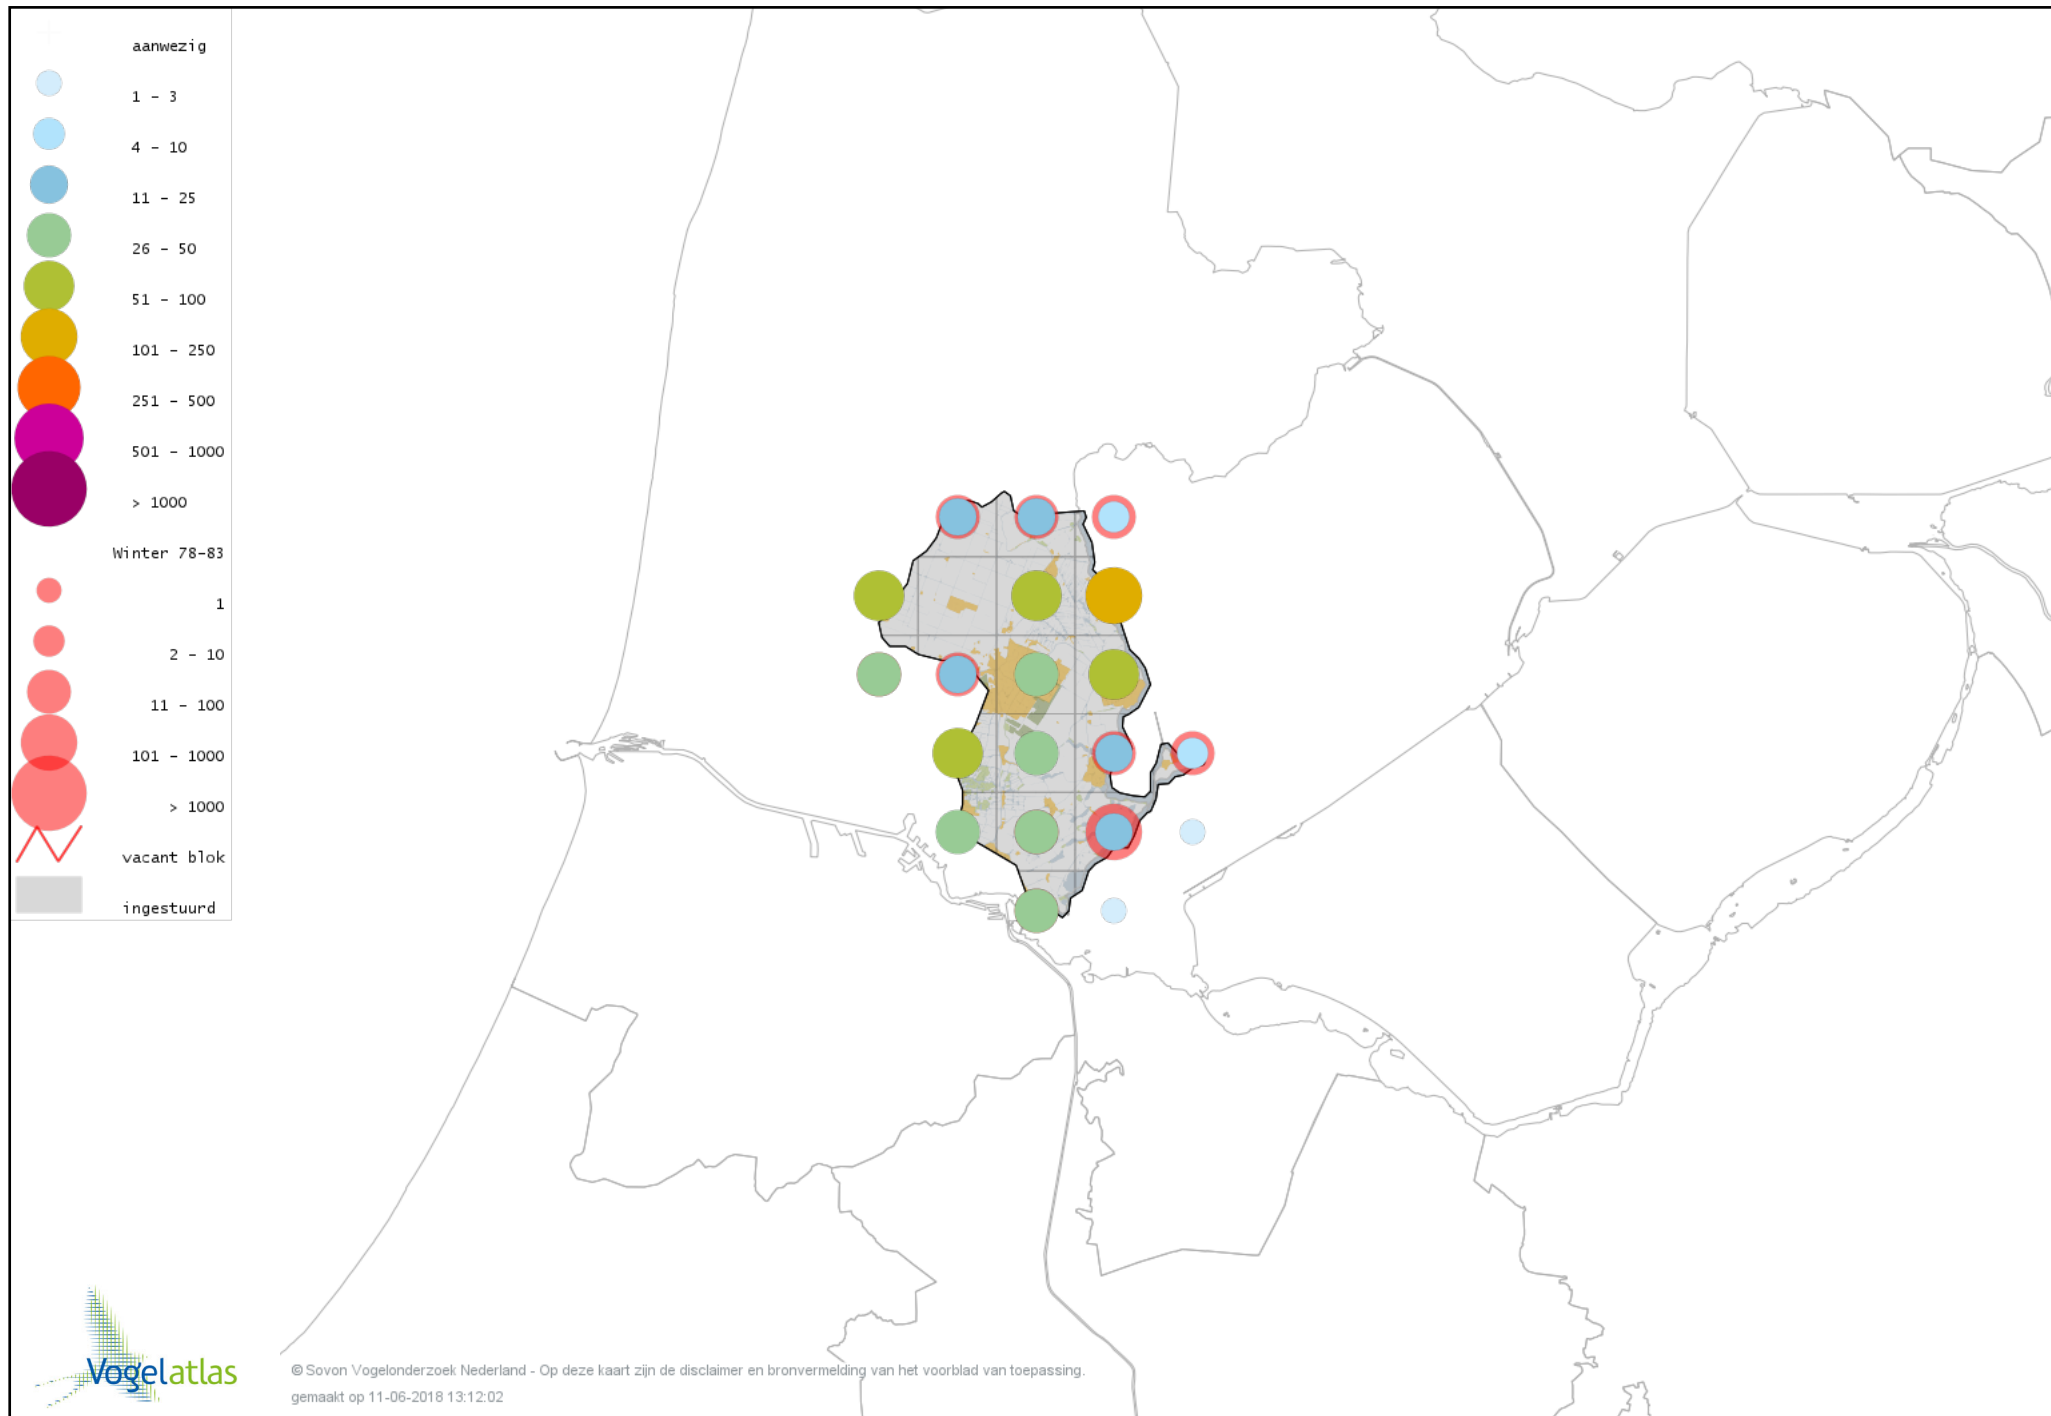 aanwezig
1 – 3
4 – 10
11 – 25
26 – 50
51 – 100
101 – 250
251 – 500
501 – 1000
> 1000
Winter 78-83
1
2 – 10
11 – 100
101 – 1000
> 1000
vacant blok
ingestuurd
Vogelatlas
© Sovon Vogelonderzoek Nederland - Op deze kaart zijn de disclaimer en bronvermelding van het voorblad van toepassing.
gemaakt op 11-06-2018 13:12:02